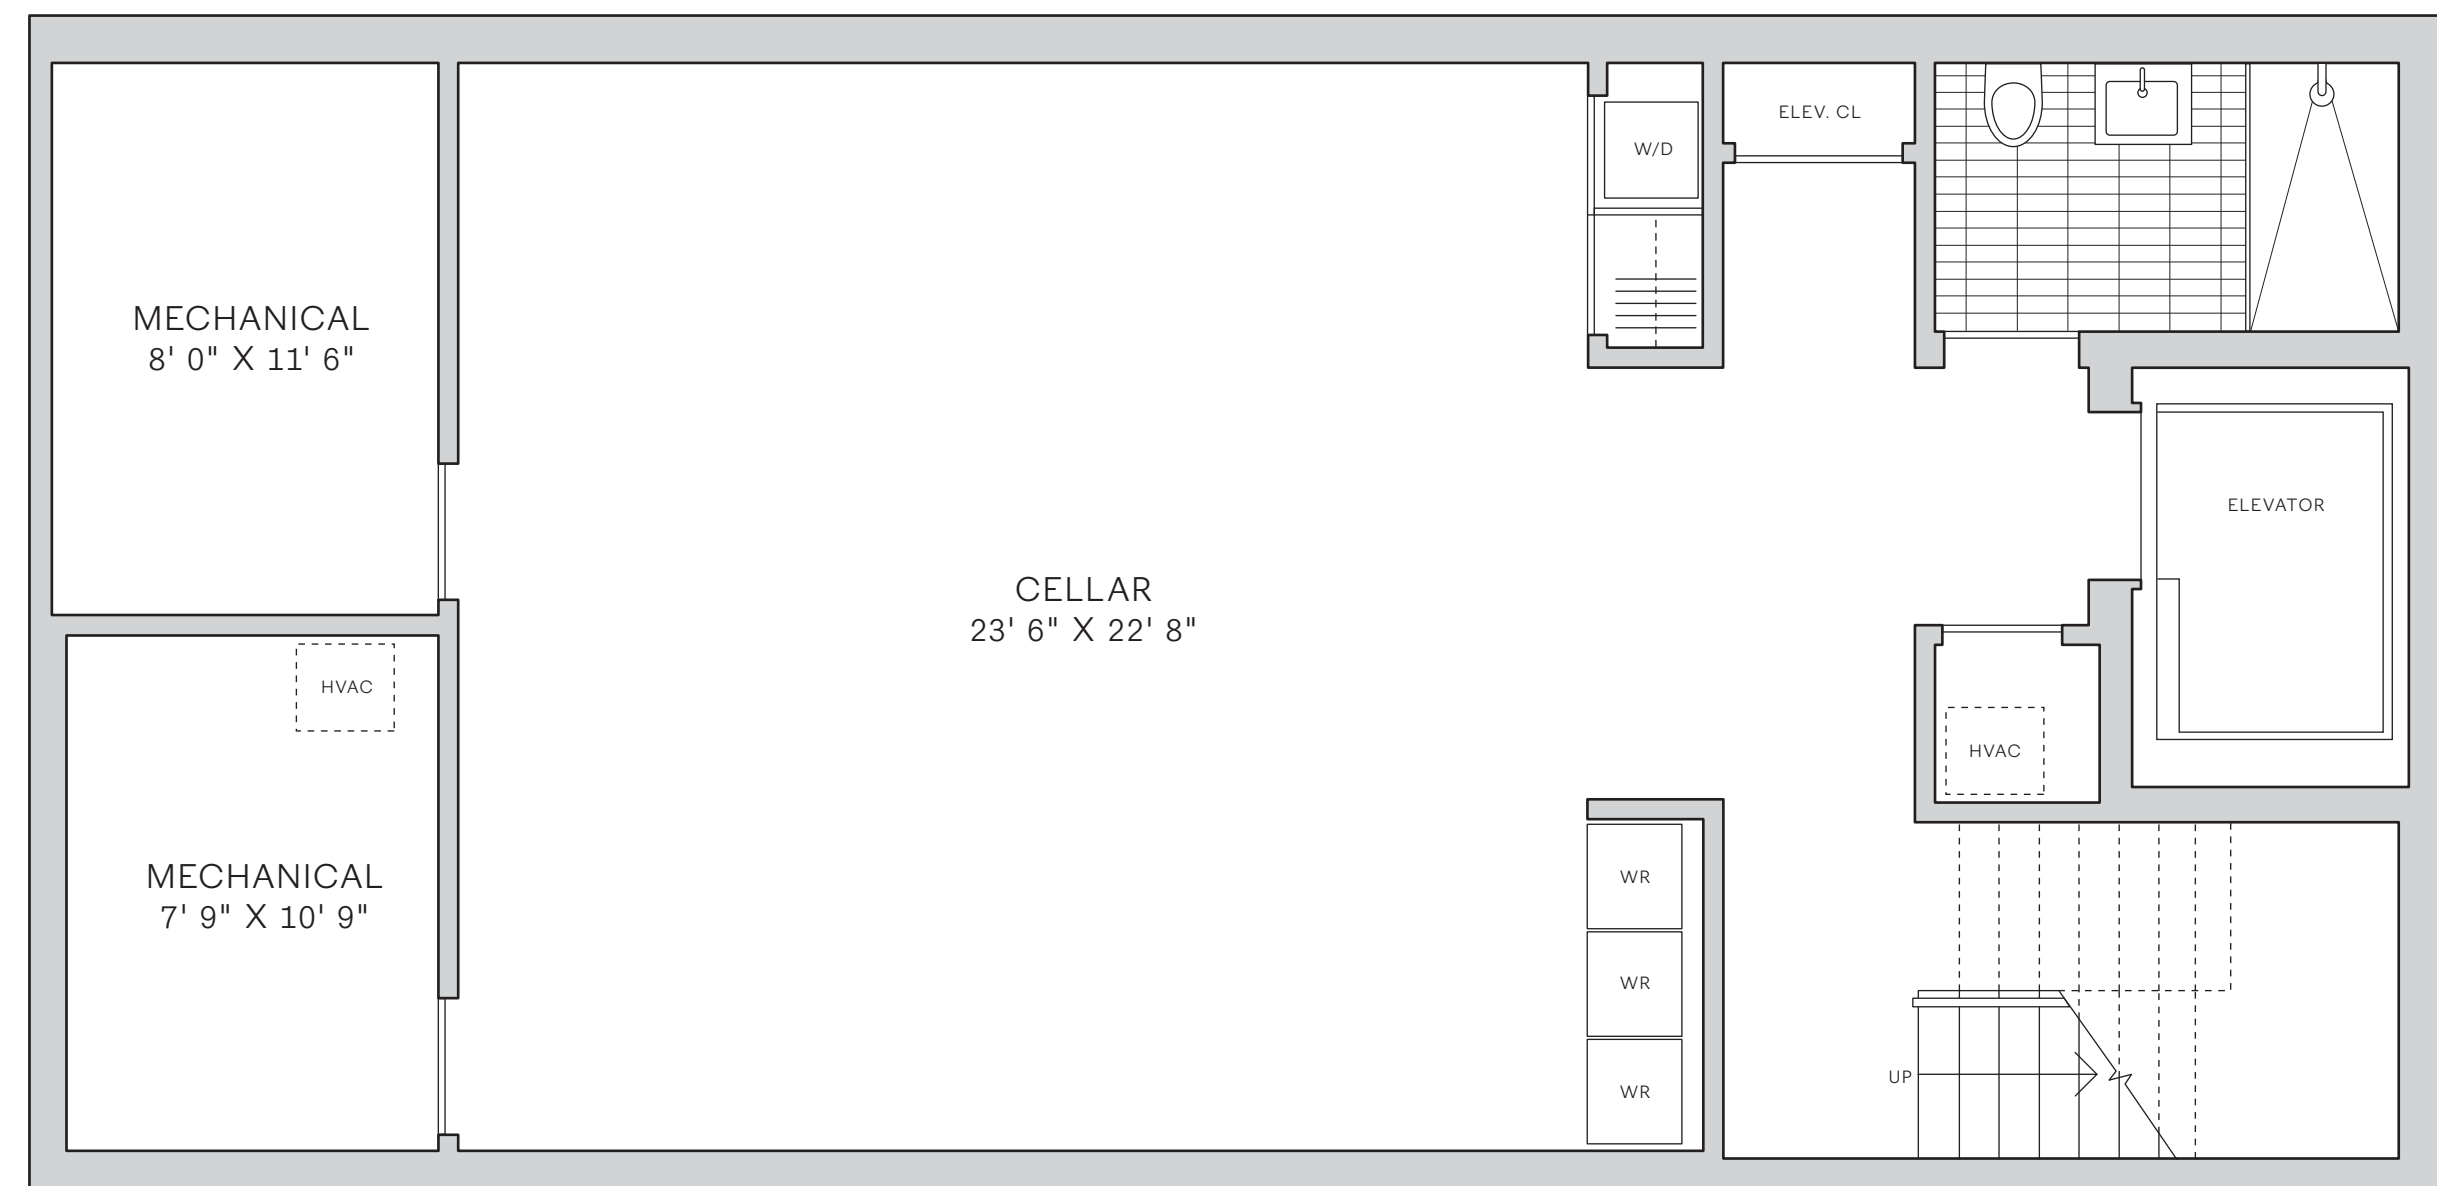 ELEV. CL
W/D
MECHANICAL
8' 0" X 11' 6"
ELEVATOR
CELLAR
23' 6" X 22' 8"
HVAC
HVAC
MECHANICAL
7' 9" X 10' 9"
WR
WR
WR
UP